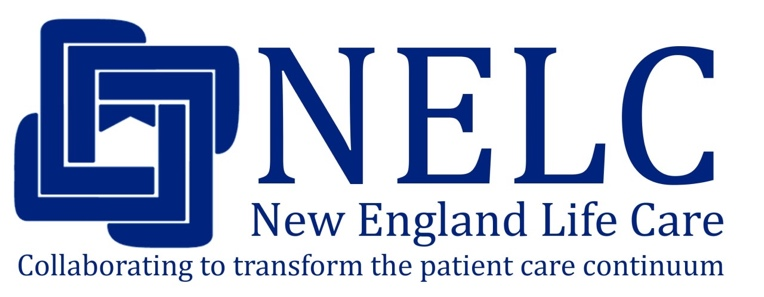 NELC
New England Life Care
Collaborating to transform the patient care continuum